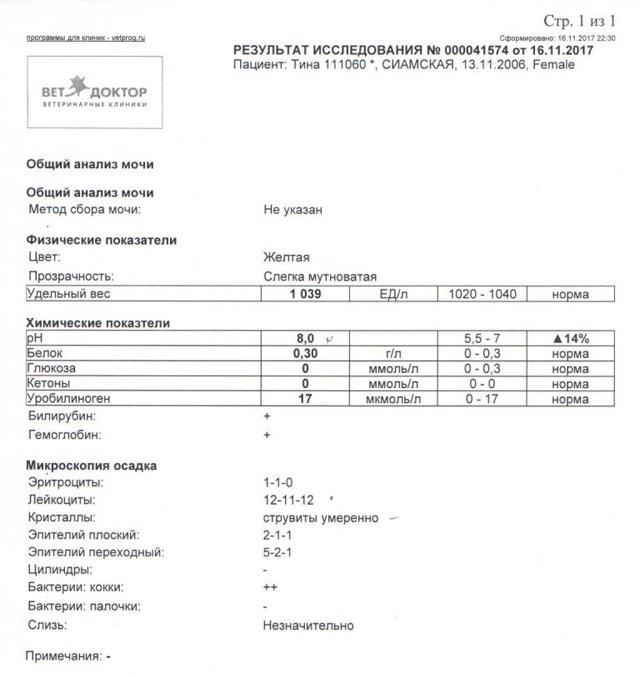 Стр. 1 из 1
программы для клиник - vetprog.ru
Сформировано: 16.11.2017 22:30
РЕЗУЛЬТАТ ИССЛЕДОВАНИЯ № 000041574 от 16.11.2017
Пациент: Тина 111060 *, СИАМСКАЯ, 13.11.2006, Female
ВЕТ ДОКТОР
ВЕТЕРИНАРНЫЕ КЛИНИКИ
Общий анализ мочи
Общий анализ мочи
Метод сбора мочи: Не указан
Физические показатели
Цвет: Желтая
Прозрачность: Слегка мутноватая
Удельный вес 1 039 ЕД/л 1020 - 1040 норма
Химические показтели
pH 8,0 5,5 - 7 ▲14%
Белок 0,30 г/л 0 - 0,3 норма
Глюкоза 0 ммоль/л 0 - 0,3 норма
Кетоны 0 ммоль/л 0 - 0 норма
Уробилиноген 17 мкмоль/л 0 - 17 норма
Билирубин: +
Гемоглобин: +
Микроскопия осадка
Эритроциты: 1-1-0
Лейкоциты: 12-11-12
Кристаллы: струвиты умеренно
Эпителий плоский: 2-1-1
Эпителий переходный: 5-2-1
Цилиндры: -
Бактерии: кокки: ++
Бактерии: палочки: -
Слизь: Незначительно
Примечания: -